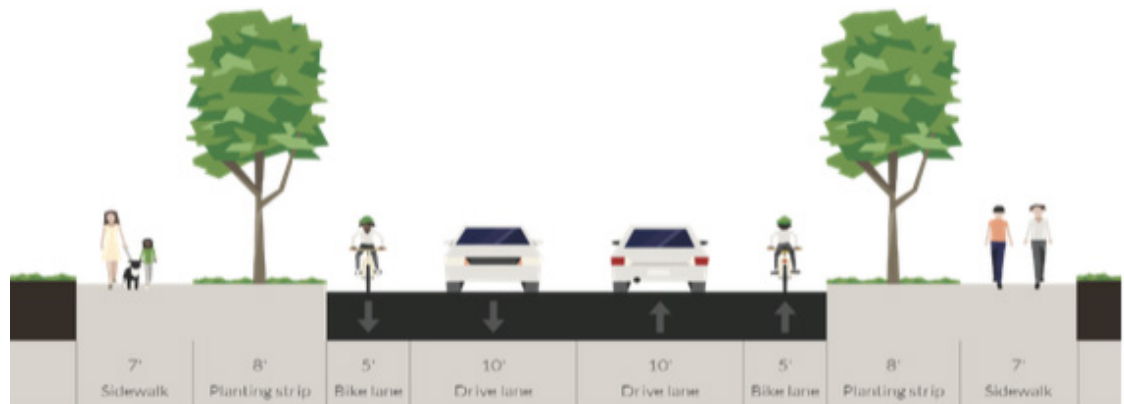 7' 8' 5' 10' 10' 5' 8' 7'
Sidewalk Planting strip Bike lane Drive lane Drive lane Bike lane Planting strip Sidewalk